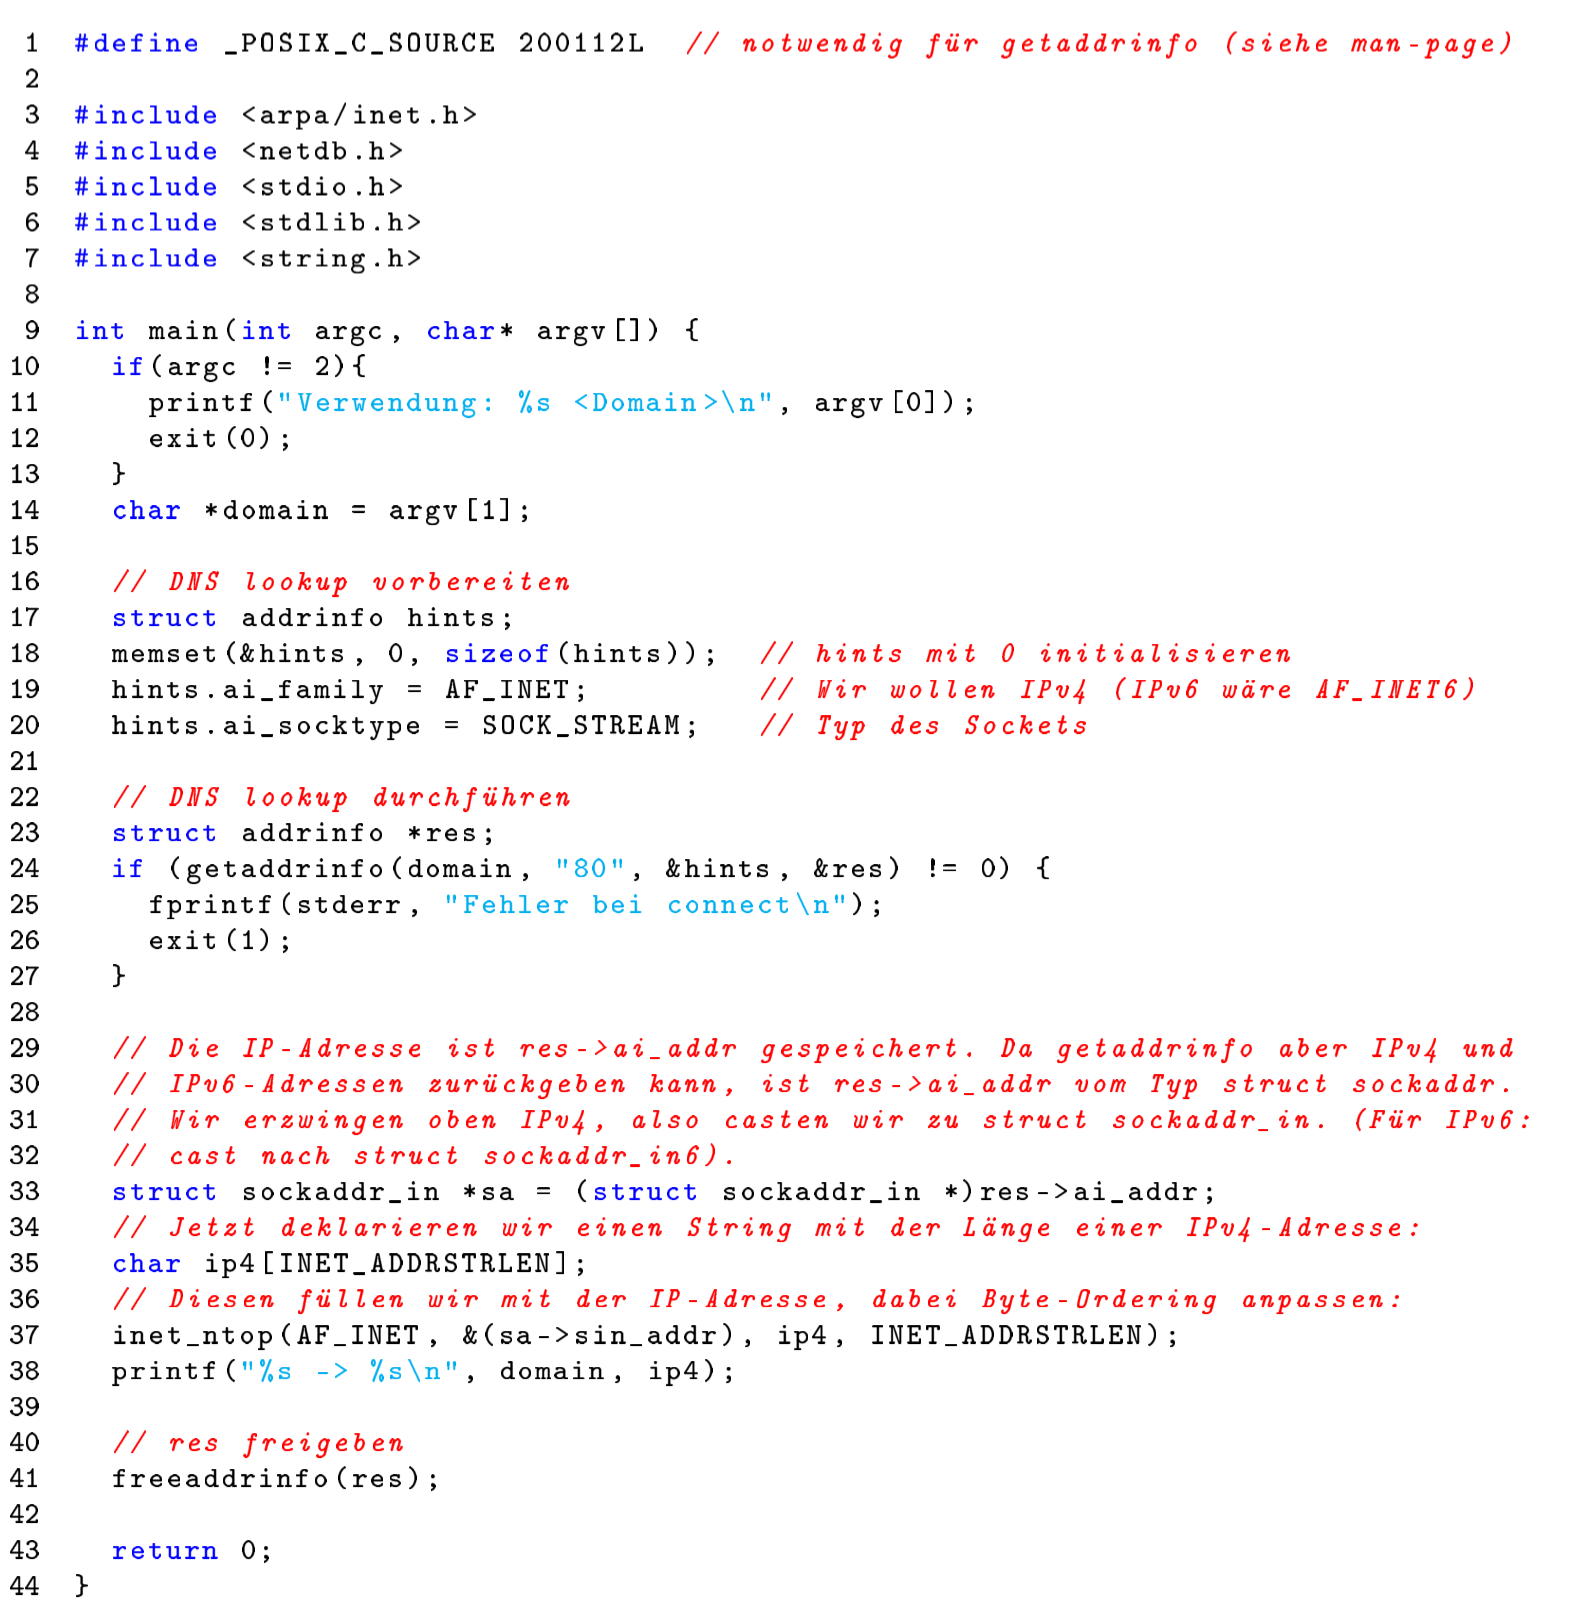 1 #define _POSIX_C_SOURCE 200112L // notwendig für getaddrinfo (siehe man-page)
2
3 #include <arpa/inet.h>
4 #include <netdb.h>
5 #include <stdio.h>
6 #include <stdlib.h>
7 #include <string.h>
8
9 int main(int argc, char* argv[]) {
10   if(argc != 2){
11     printf("Verwendung: %s <Domain>\n", argv[0]);
12     exit(0);
13   }
14   char *domain = argv[1];
15
16   // DNS lookup vorbereiten
17   struct addrinfo hints;
18   memset(&hints, 0, sizeof(hints));  // hints mit 0 initialisieren
19   hints.ai_family = AF_INET;         // Wir wollen IPv4 (IPv6 wäre AF_INET6)
20   hints.ai_socktype = SOCK_STREAM;   // Typ des Sockets
21
22   // DNS lookup durchführen
23   struct addrinfo *res;
24   if (getaddrinfo(domain, "80", &hints, &res) != 0) {
25     fprintf(stderr, "Fehler bei connect\n");
26     exit(1);
27   }
28
29   // Die IP-Adresse ist res->ai_addr gespeichert. Da getaddrinfo aber IPv4 und
30   // IPv6-Adressen zurückgeben kann, ist res->ai_addr vom Typ struct sockaddr.
31   // Wir erzwingen oben IPv4, also casten wir zu struct sockaddr_in. (Für IPv6:
32   // cast nach struct sockaddr_in6).
33   struct sockaddr_in *sa = (struct sockaddr_in *)res->ai_addr;
34   // Jetzt deklarieren wir einen String mit der Länge einer IPv4-Adresse:
35   char ip4[INET_ADDRSTRLEN];
36   // Diesen füllen wir mit der IP-Adresse, dabei Byte-Ordering anpassen:
37   inet_ntop(AF_INET, &(sa->sin_addr), ip4, INET_ADDRSTRLEN);
38   printf("%s -> %s\n", domain, ip4);
39
40   // res freigeben
41   freeaddrinfo(res);
42
43   return 0;
44 }